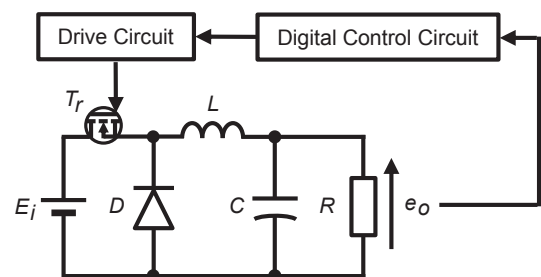 Drive Circuit
Digital Control Circuit
Tr
L
Ei
D
C
R
eo